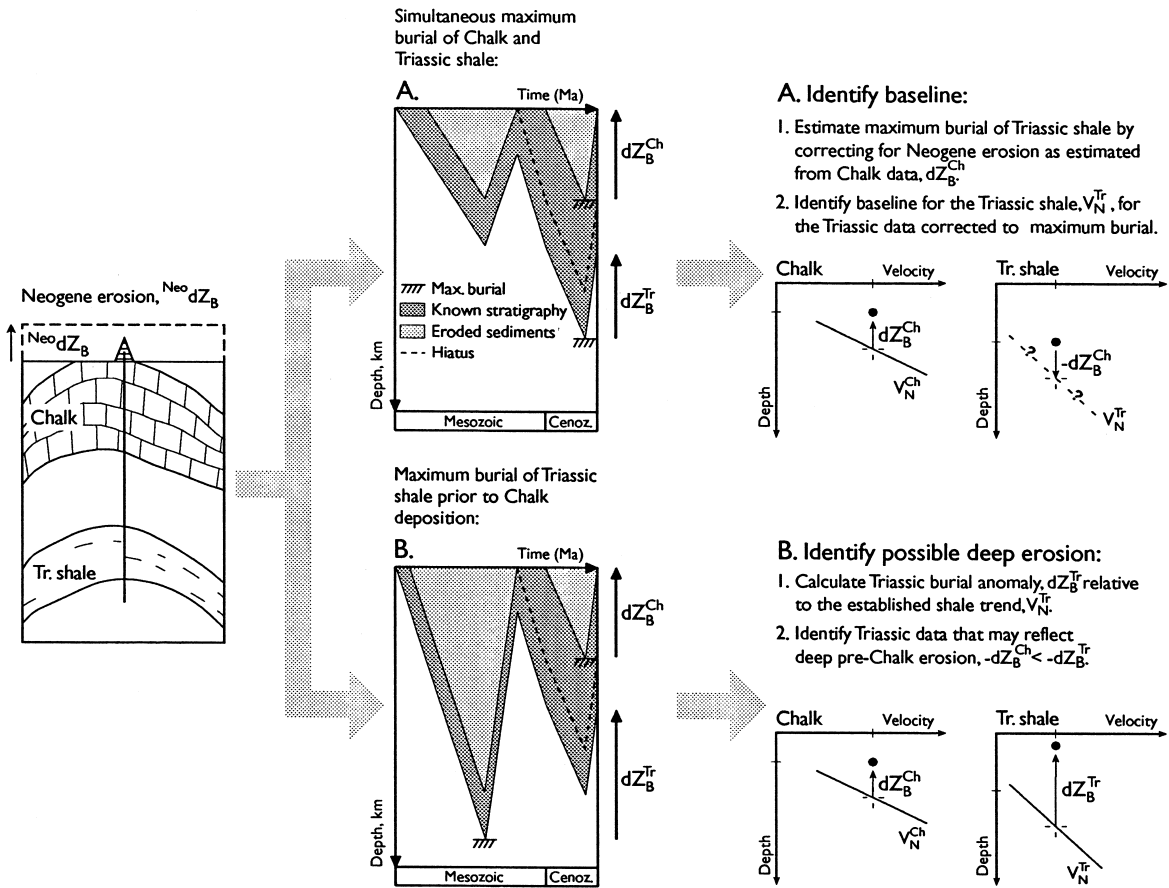 Simultaneous maximum
burial of Chalk and
Triassic shale:
A.
Time (Ma)
dZ_B^Ch
dZ_B^Tr
Max. burial
Known stratigraphy
Eroded sediments
Hiatus
Depth, km
Mesozoic
Cenoz.
A. Identify baseline:
1. Estimate maximum burial of Triassic shale by
correcting for Neogene erosion as estimated
from Chalk data, dZ_B^Ch.
2. Identify baseline for the Triassic shale, V_N^Tr, for
the Triassic data corrected to maximum burial.
Chalk
Velocity
dZ_B^Ch
V_N^Ch
Depth
Tr. shale
Velocity
?
-dZ_B^Ch
?
V_N^Tr
Depth
Neogene erosion, ^Neo dZ_B
^Neo dZ_B
Chalk
Tr. shale
Maximum burial of Triassic
shale prior to Chalk
deposition:
B.
Time (Ma)
dZ_B^Ch
dZ_B^Tr
Depth, km
Mesozoic
Cenoz.
B. Identify possible deep erosion:
1. Calculate Triassic burial anomaly, dZ_B^Tr relative
to the established shale trend, V_N^Tr.
2. Identify Triassic data that may reflect
deep pre-Chalk erosion, -dZ_B^Ch < -dZ_B^Tr.
Chalk
Velocity
dZ_B^Ch
V_N^Ch
Depth
Tr. shale
Velocity
dZ_B^Tr
V_N^Tr
Depth